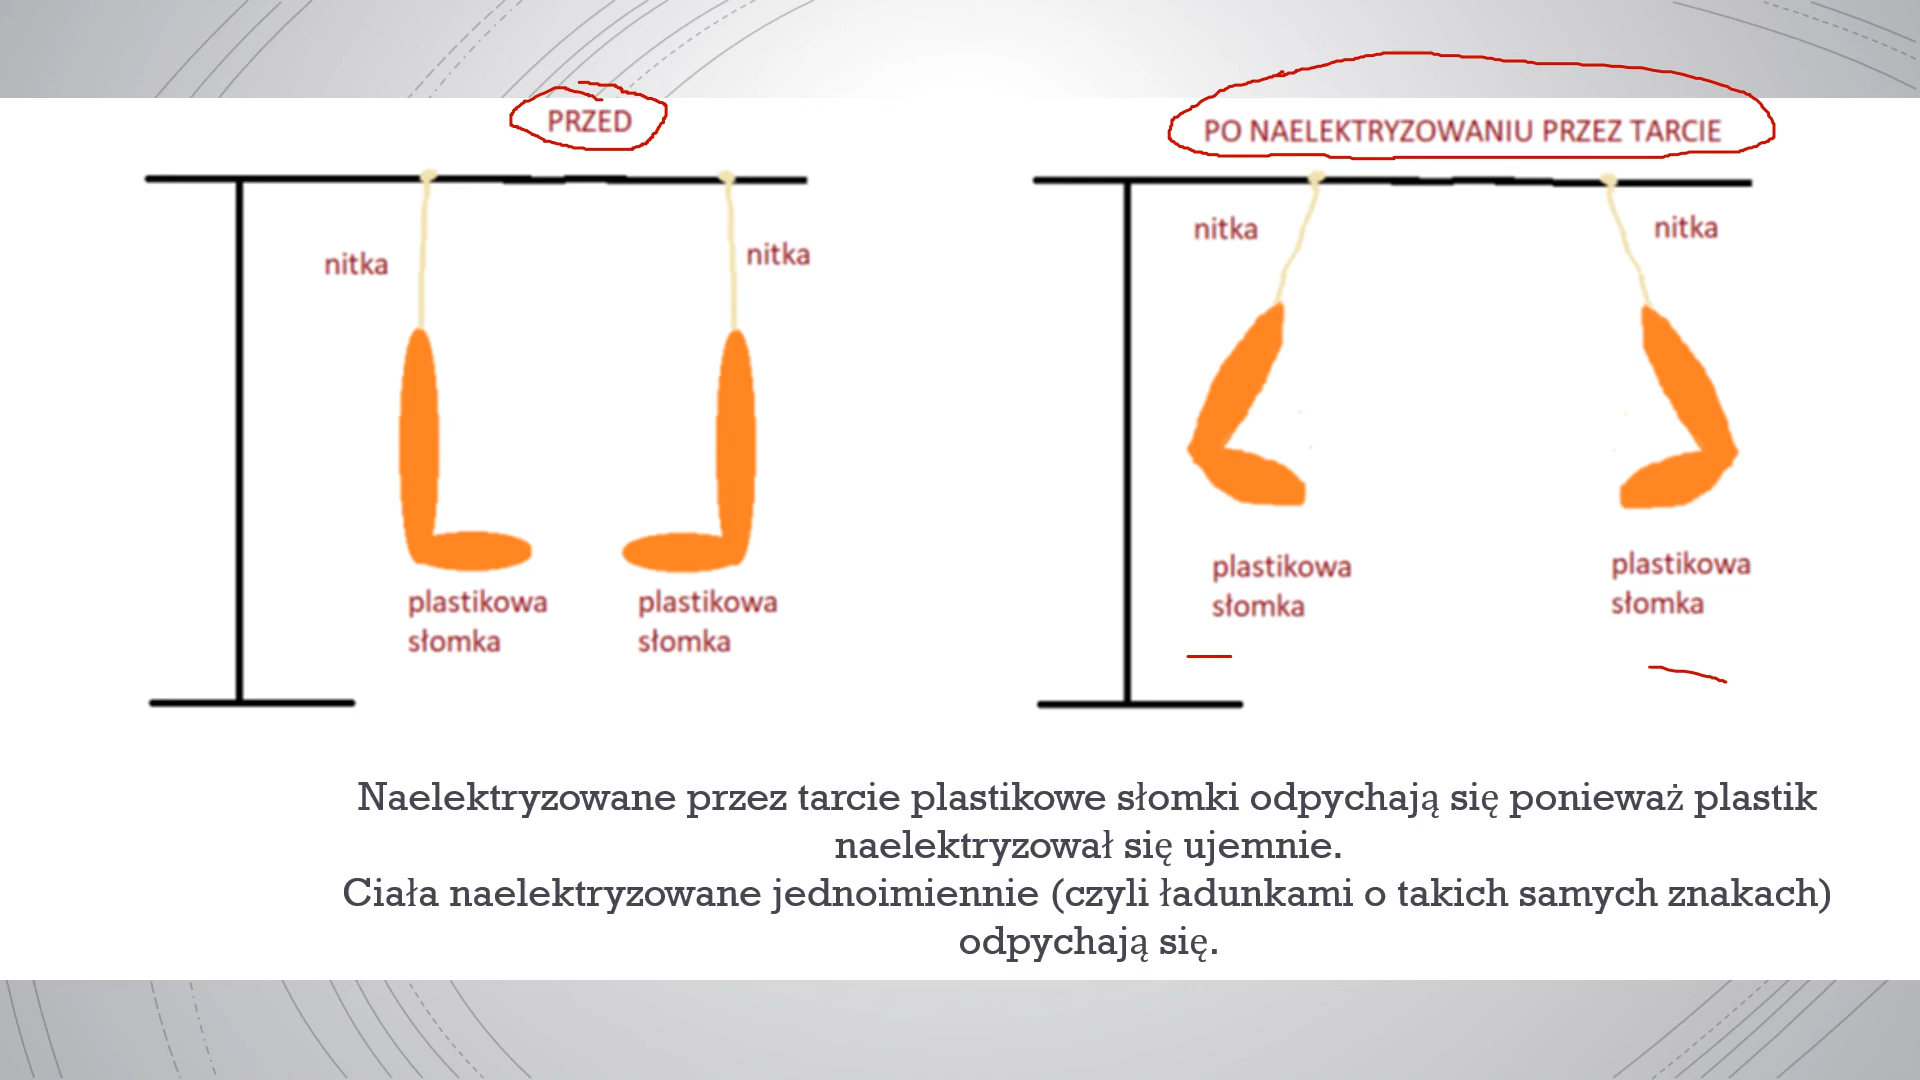 PRZED
nitka
nitka
plastikowa
słomka
plastikowa
słomka
PO NAELEKTRYZOWANIU PRZEZ TARCIE
nitka
nitka
plastikowa
słomka
plastikowa
słomka
Naelektryzowane przez tarcie plastikowe słomki odpychają się ponieważ plastik
naelektryzował się ujemnie.
Ciała naelektryzowane jednoimiennie (czyli ładunkami o takich samych znakach)
odpychają się.